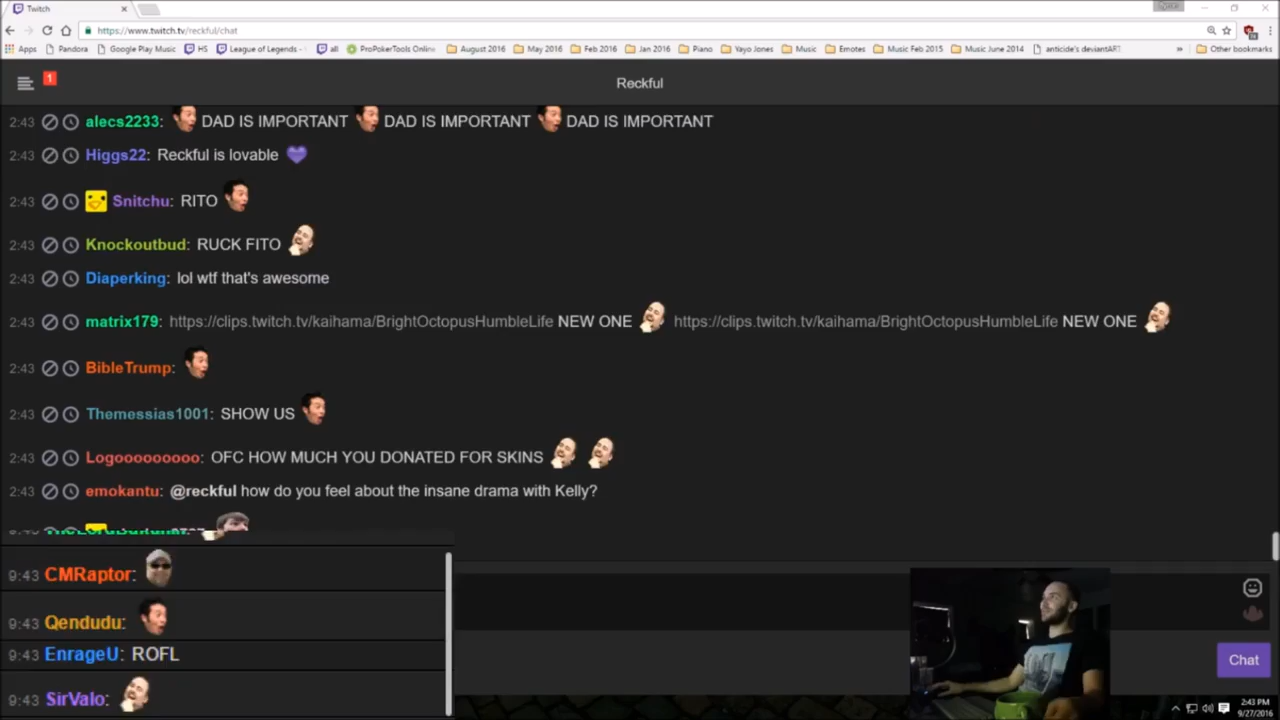 Twitch
https://www.twitch.tv/reckful/chat
Apps Pandora Google Play Music HS League of Legends - all ProPokerTools Online August 2016 May 2016 Feb 2016 Jan 2016 Piano Yayo Jones Music Emotes Music Feb 2015 Music June 2014 anticide's deviantART » Other bookmarks
1
Reckful
2:43 alecs2233: DAD IS IMPORTANT DAD IS IMPORTANT DAD IS IMPORTANT
2:43 Higgs22: Reckful is lovable
2:43 Snitchu: RITO
2:43 Knockoutbud: RUCK FITO
2:43 Diaperking: lol wtf that's awesome
2:43 matrix179: https://clips.twitch.tv/kaihama/BrightOctopusHumbleLife NEW ONE https://clips.twitch.tv/kaihama/BrightOctopusHumbleLife NEW ONE
2:43 BibleTrump:
2:43 Themessias1001: SHOW US
2:43 Logooooooooo: OFC HOW MUCH YOU DONATED FOR SKINS
2:43 emokantu: @reckful how do you feel about the insane drama with Kelly?
9:43 CMRaptor:
9:43 Qendudu:
9:43 EnrageU: ROFL
9:43 SirValo:
Chat
2:43 PM
9/27/2016